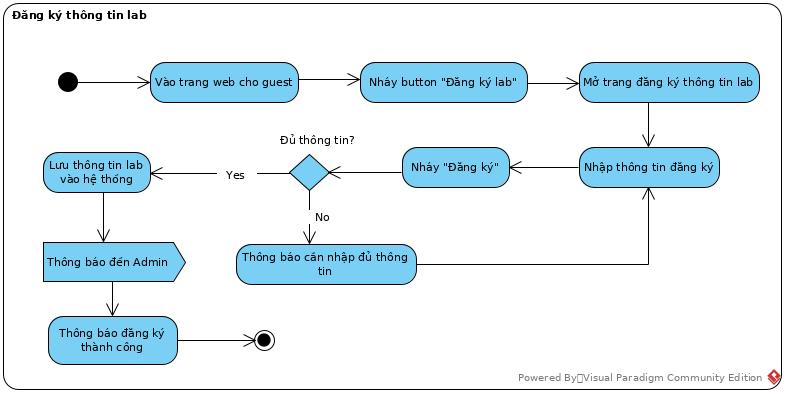 Đăng ký thông tin lab
Vào trang web cho guest
Nháy button "Đăng ký lab"
Mở trang đăng ký thông tin lab
Đủ thông tin?
Lưu thông tin lab
vào hệ thống
Yes
Nháy "Đăng ký"
Nhập thông tin đăng ký
No
Thông báo đến Admin
Thông báo cần nhập đủ thông
tin
Thông báo đăng ký
thành công
Powered By Visual Paradigm Community Edition